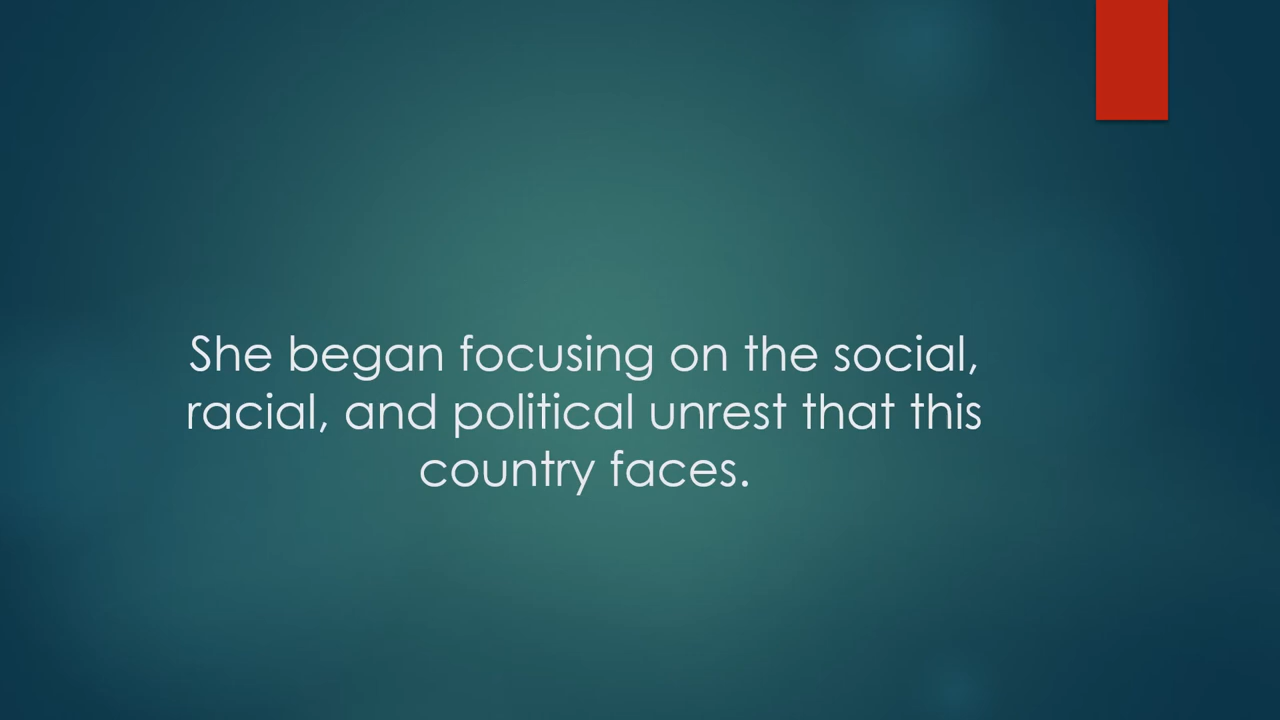 She began focusing on the social,
racial, and political unrest that this
country faces.